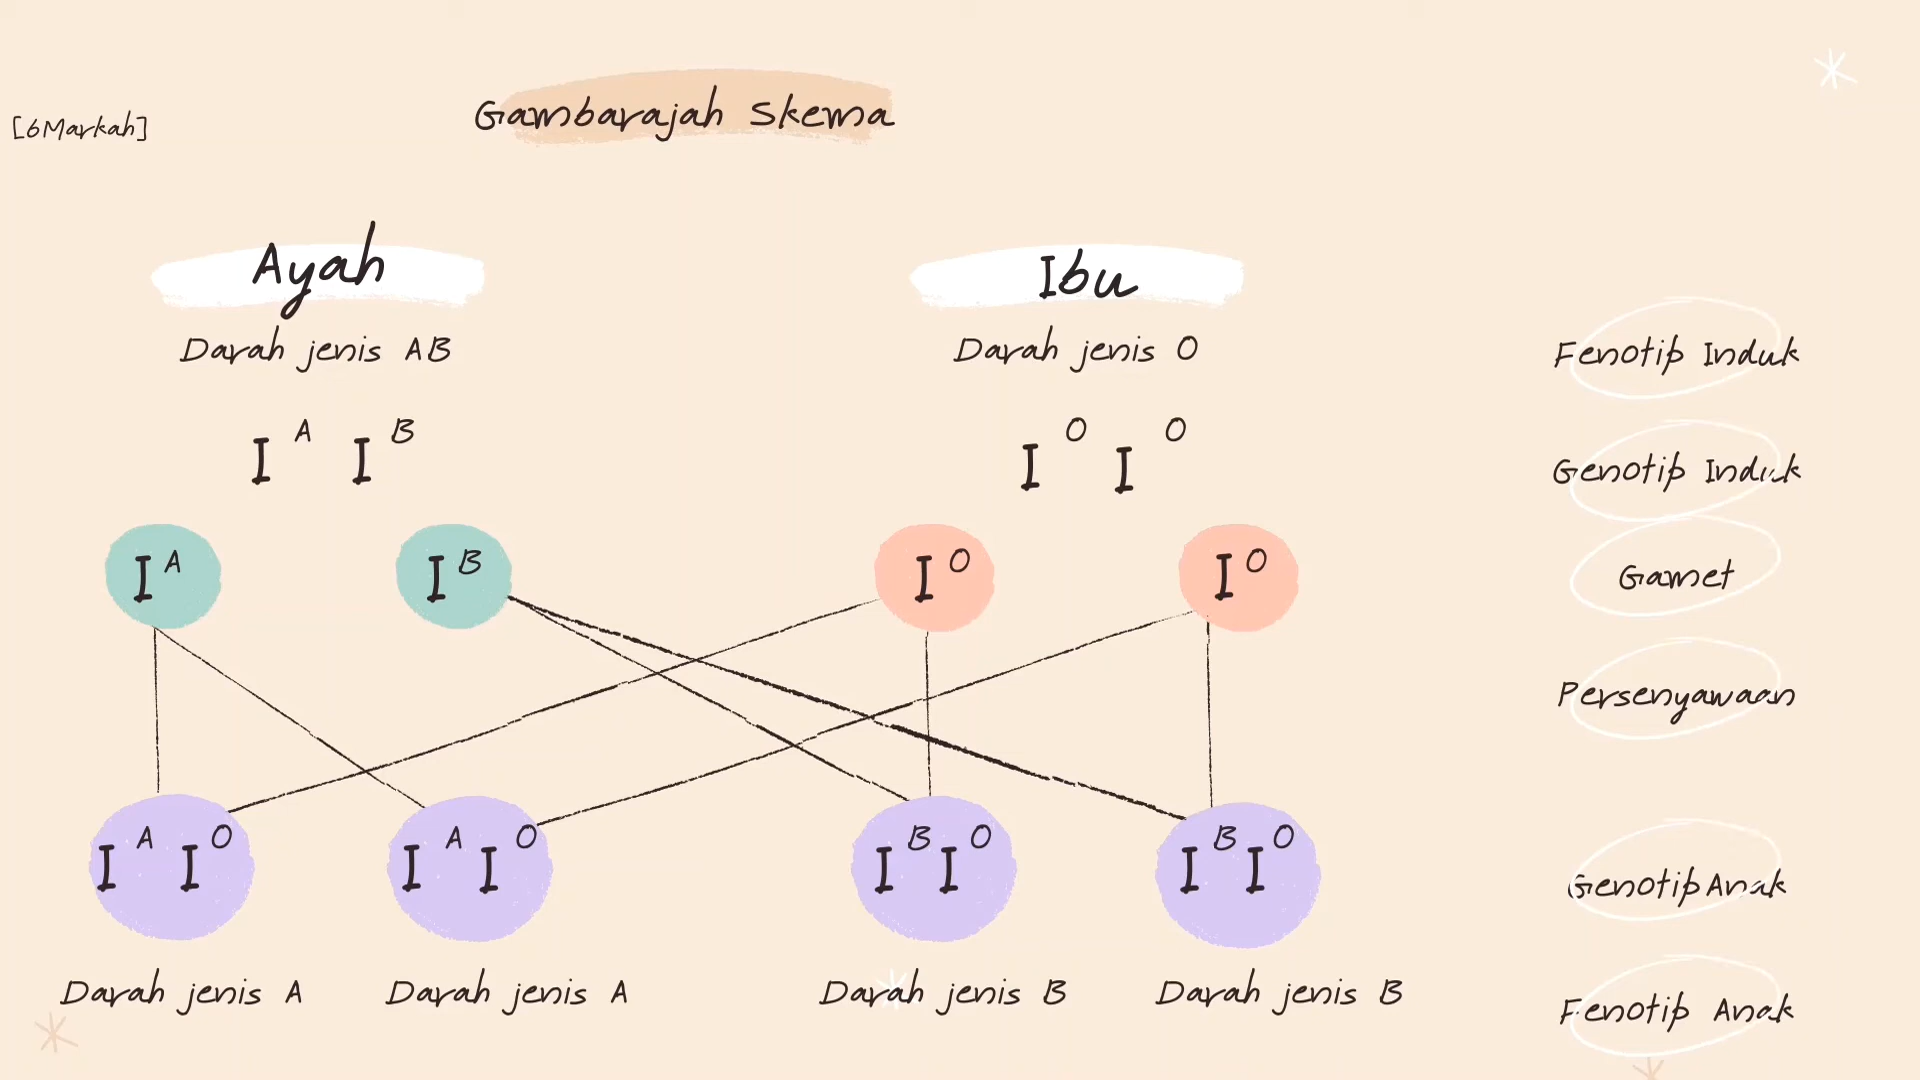 Gambarajah Skema
[6Markah]
Ayah Ibu
Darah jenis AB Darah jenis O Fenotip Induk
I A I B I O I O Genotip Induk
I A I B I O I O Gamet
Persenyawaan
I A I O I A I O I B I O I B I O Genotip Anak
Darah jenis A Darah jenis A Darah jenis B Darah jenis B Fenotip Anak